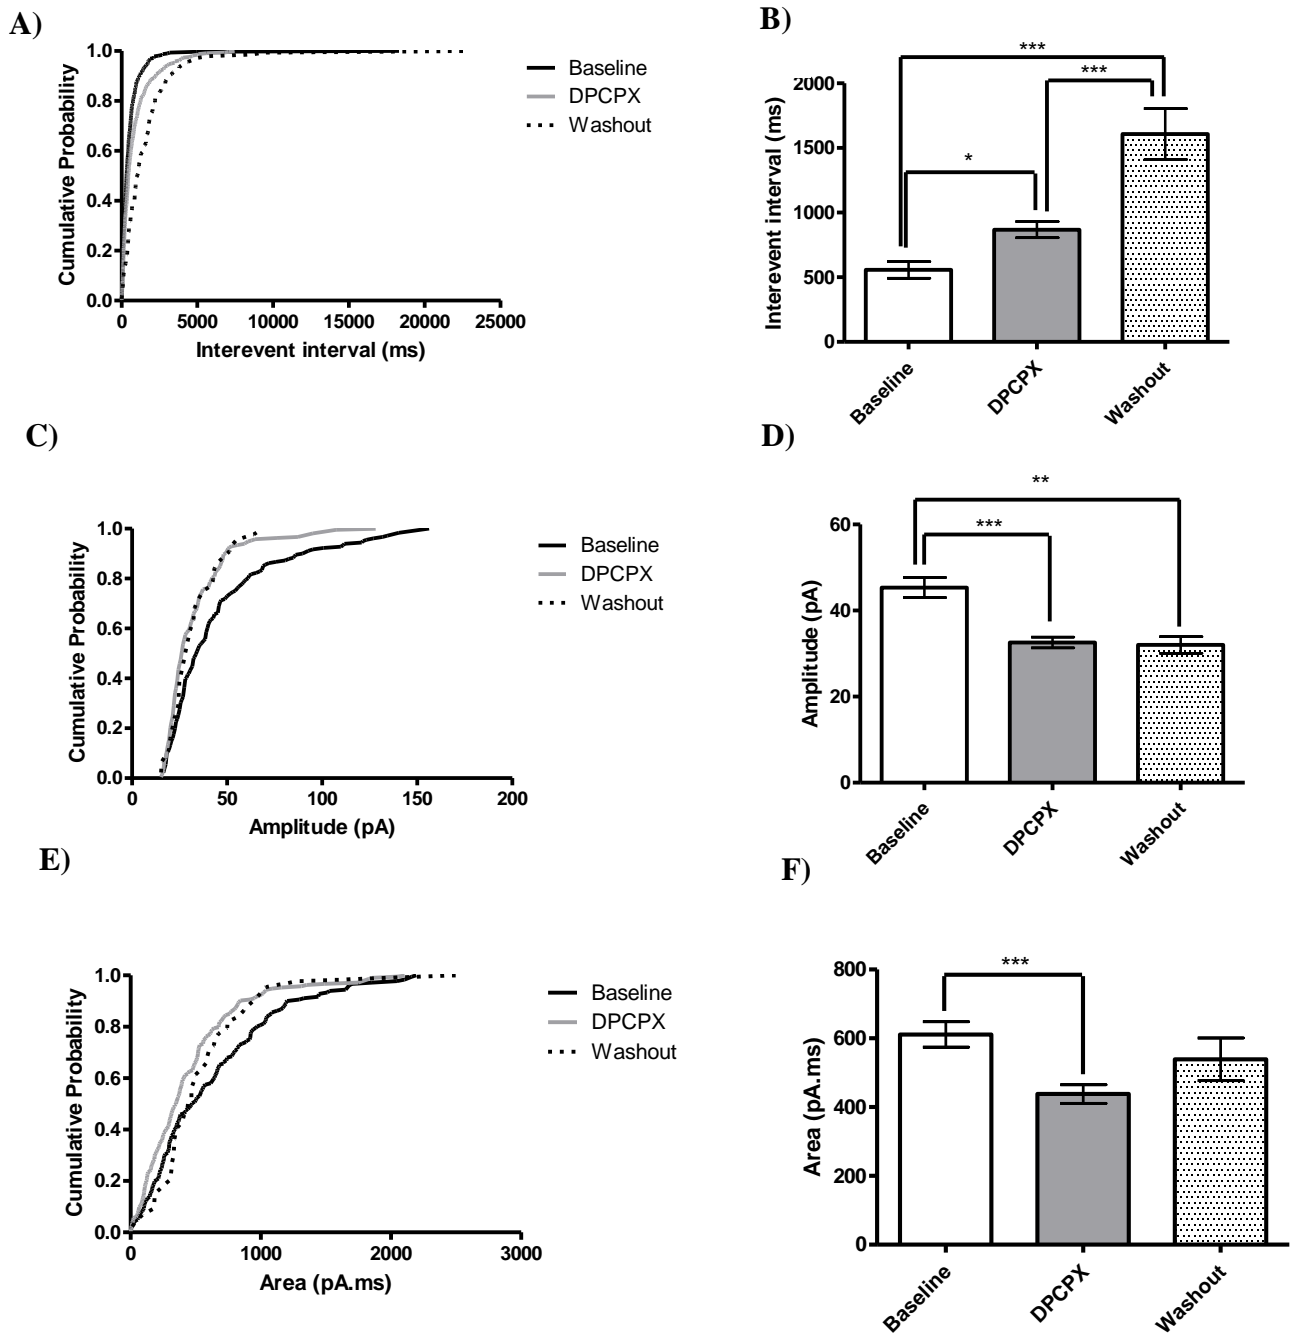 A)
1.0
0.8
0.6
0.4
0.2
0.0
Cumulative Probability
0 5000 10000 15000 20000 25000
Interevent interval (ms)
Baseline
DPCPX
Washout
B)
***
***
*
2000
1500
1000
500
0
Interevent interval (ms)
Baseline
DPCPX
Washout
C)
1.0
0.8
0.6
0.4
0.2
0.0
Cumulative Probability
0 50 100 150 200
Amplitude (pA)
Baseline
DPCPX
Washout
D)
**
***
60
40
20
0
Amplitude (pA)
Baseline
DPCPX
Washout
E)
1.0
0.8
0.6
0.4
0.2
0.0
Cumulative Probability
0 1000 2000 3000
Area (pA.ms)
Baseline
DPCPX
Washout
F)
***
800
600
400
200
0
Area (pA.ms)
Baseline
DPCPX
Washout